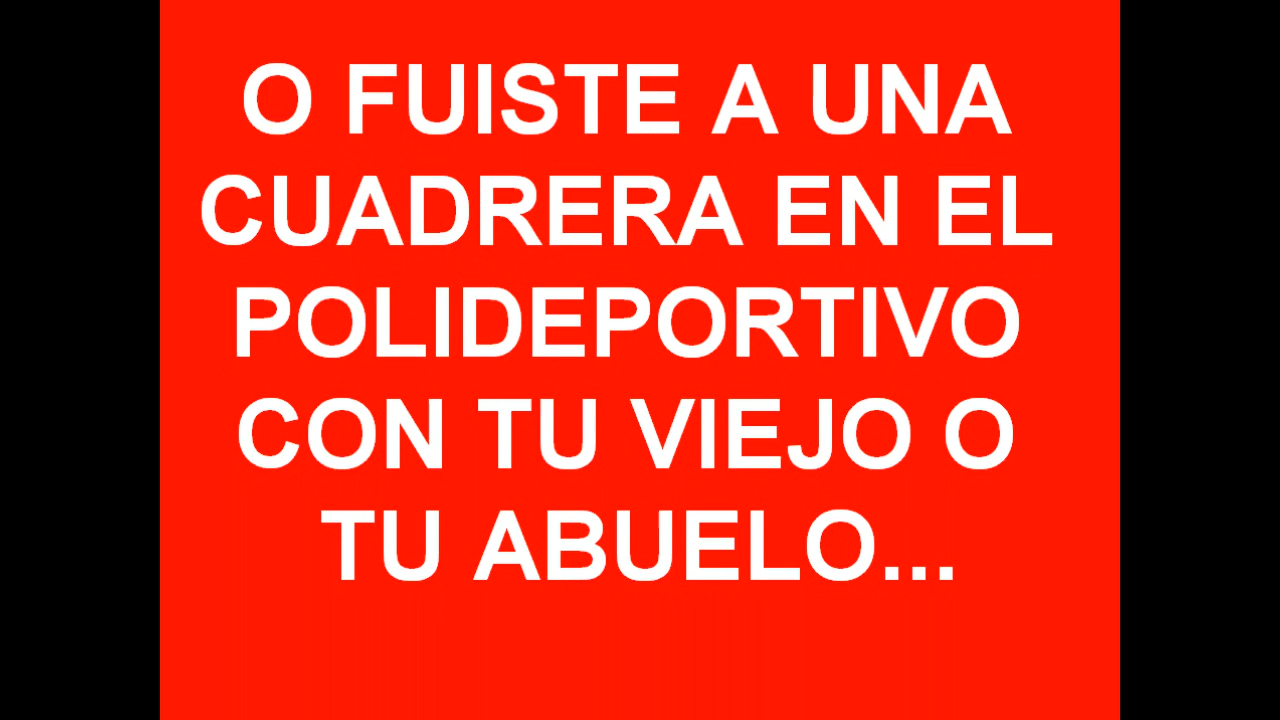 O FUISTE A UNA
CUADRERA EN EL
POLIDEPORTIVO
CON TU VIEJO O
TU ABUELO...